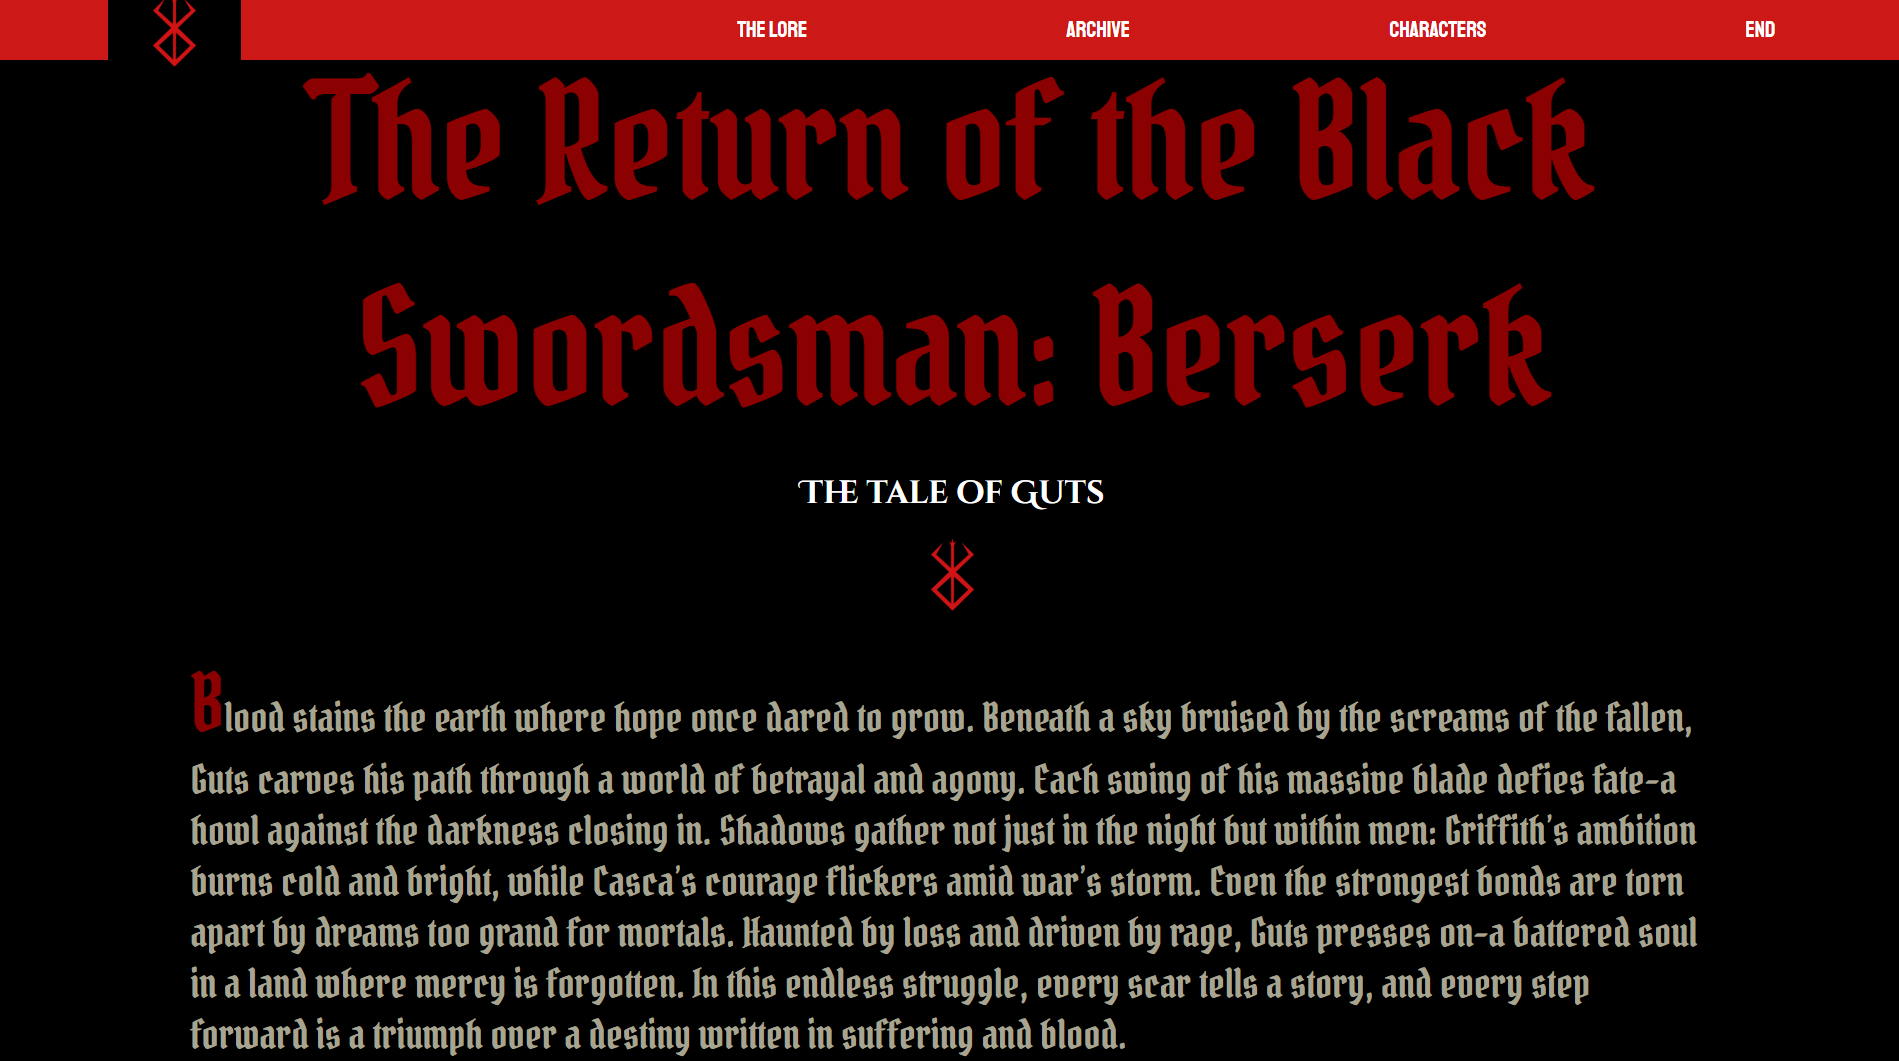 THE LORE ARCHIVE CHARACTERS END
The Return of the Black
Swordsman: Berserk
THE TALE OF GUTS
Blood stains the earth where hope once dared to grow. Beneath a sky bruised by the screams of the fallen,
Guts carves his path through a world of betrayal and agony. Each swing of his massive blade defies fate-a
howl against the darkness closing in. Shadows gather not just in the night but within men: Griffith's ambition
burns cold and bright, while Casca's courage flickers amid war's storm. Even the strongest bonds are torn
apart by dreams too grand for mortals. Haunted by loss and driven by rage, Guts presses on-a battered soul
in a land where mercy is forgotten. In this endless struggle, every scar tells a story, and every step
forward is a triumph over a destiny written in suffering and blood.